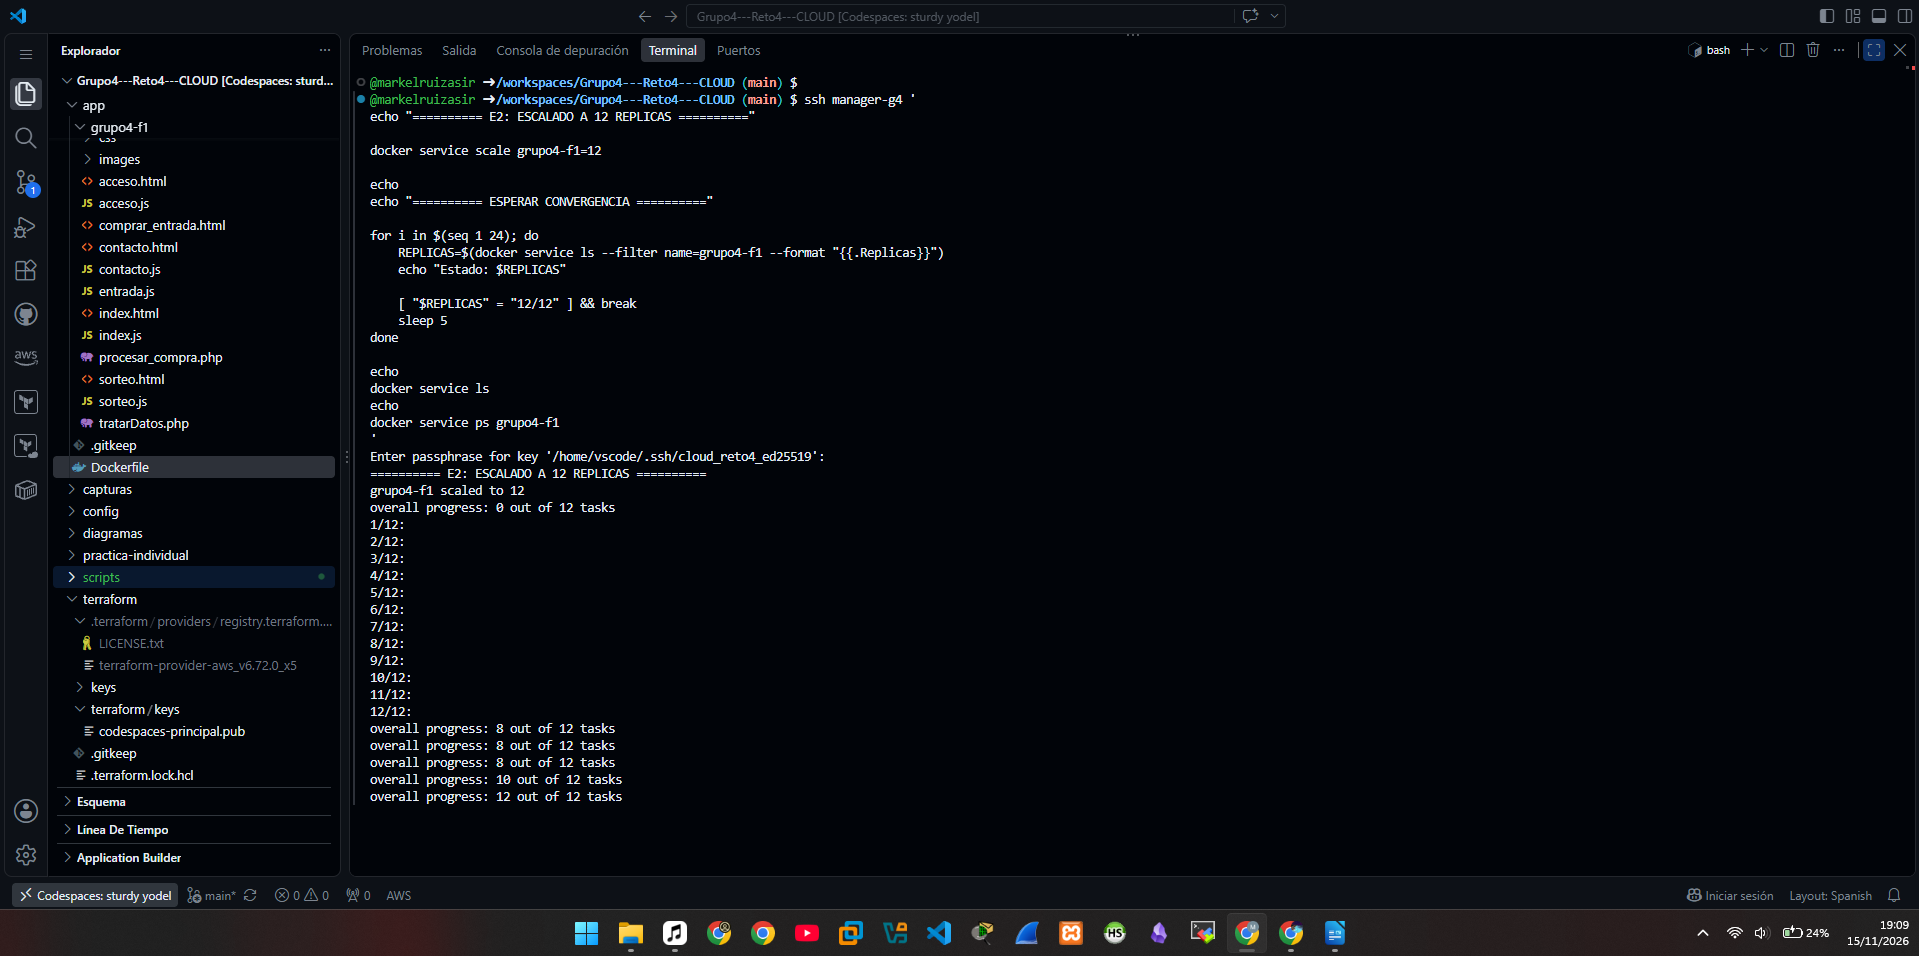 Grupo4---Reto4---CLOUD [Codespaces: sturdy yodel]
Explorador
Grupo4---Reto4---CLOUD [Codespaces: sturd...
app
grupo4-f1
css
images
acceso.html
JS acceso.js
comprar_entrada.html
contacto.html
JS contacto.js
JS entrada.js
index.html
JS index.js
procesar_compra.php
sorteo.html
JS sorteo.js
tratarDatos.php
.gitkeep
Dockerfile
capturas
config
diagramas
practica-individual
scripts
terraform
.terraform / providers / registry.terraform....
LICENSE.txt
terraform-provider-aws_v6.72.0_x5
keys
terraform / keys
codespaces-principal.pub
.gitkeep
.terraform.lock.hcl
Esquema
Línea De Tiempo
Application Builder
1
aws
Problemas Salida Consola de depuración Terminal Puertos
bash
@markelruizasir ➜/workspaces/Grupo4---Reto4---CLOUD (main) $
@markelruizasir ➜/workspaces/Grupo4---Reto4---CLOUD (main) $ ssh manager-g4 '
echo "========== E2: ESCALADO A 12 REPLICAS =========="
docker service scale grupo4-f1=12
echo
echo "========== ESPERAR CONVERGENCIA =========="
for i in $(seq 1 24); do
REPLICAS=$(docker service ls --filter name=grupo4-f1 --format "{{.Replicas}}")
echo "Estado: $REPLICAS"
[ "$REPLICAS" = "12/12" ] && break
sleep 5
done
echo
docker service ls
echo
docker service ps grupo4-f1
'
Enter passphrase for key '/home/vscode/.ssh/cloud_reto4_ed25519':
========== E2: ESCALADO A 12 REPLICAS ==========
grupo4-f1 scaled to 12
overall progress: 0 out of 12 tasks
1/12:
2/12:
3/12:
4/12:
5/12:
6/12:
7/12:
8/12:
9/12:
10/12:
11/12:
12/12:
overall progress: 8 out of 12 tasks
overall progress: 8 out of 12 tasks
overall progress: 8 out of 12 tasks
overall progress: 10 out of 12 tasks
overall progress: 12 out of 12 tasks
Codespaces: sturdy yodel main* 0 0 0 AWS
Iniciar sesión Layout: Spanish
HS
24%
19:09
15/11/2026